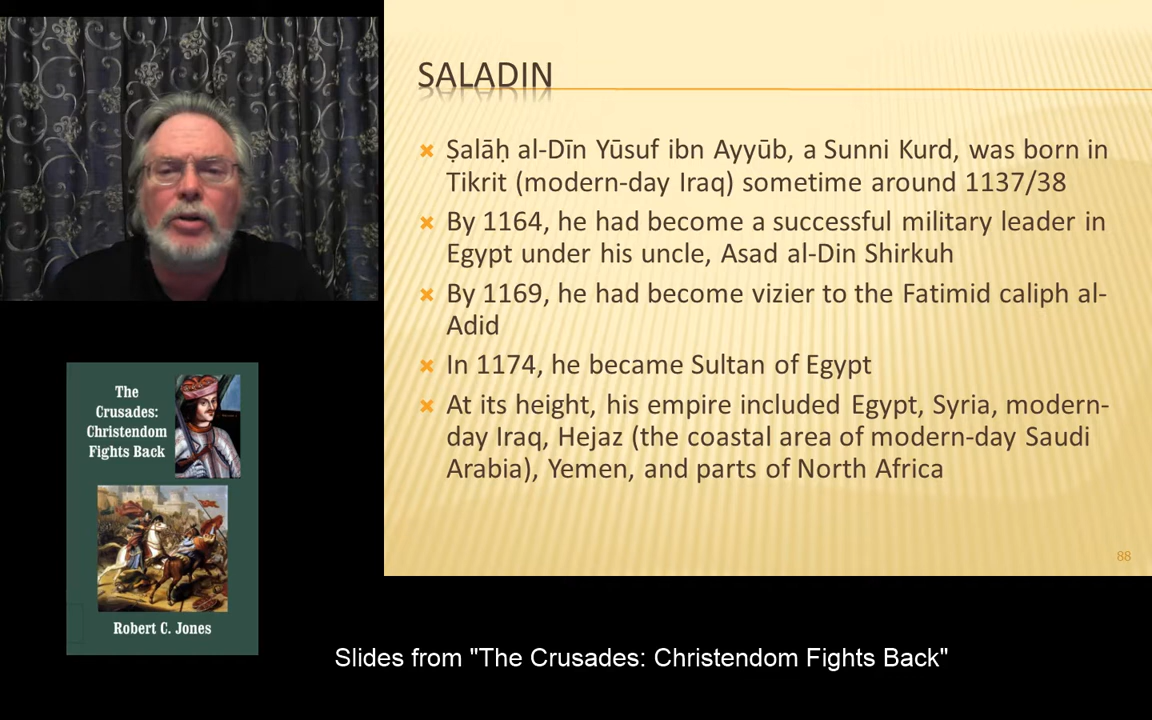 SALADIN
Ṣalāḥ al-Dīn Yūsuf ibn Ayyūb, a Sunni Kurd, was born in
Tikrit (modern-day Iraq) sometime around 1137/38
By 1164, he had become a successful military leader in
Egypt under his uncle, Asad al-Din Shirkuh
By 1169, he had become vizier to the Fatimid caliph al-
Adid
In 1174, he became Sultan of Egypt
At its height, his empire included Egypt, Syria, modern-
day Iraq, Hejaz (the coastal area of modern-day Saudi
Arabia), Yemen, and parts of North Africa
88
The
Crusades:
Christendom
Fights Back
Robert C. Jones
Slides from "The Crusades: Christendom Fights Back"